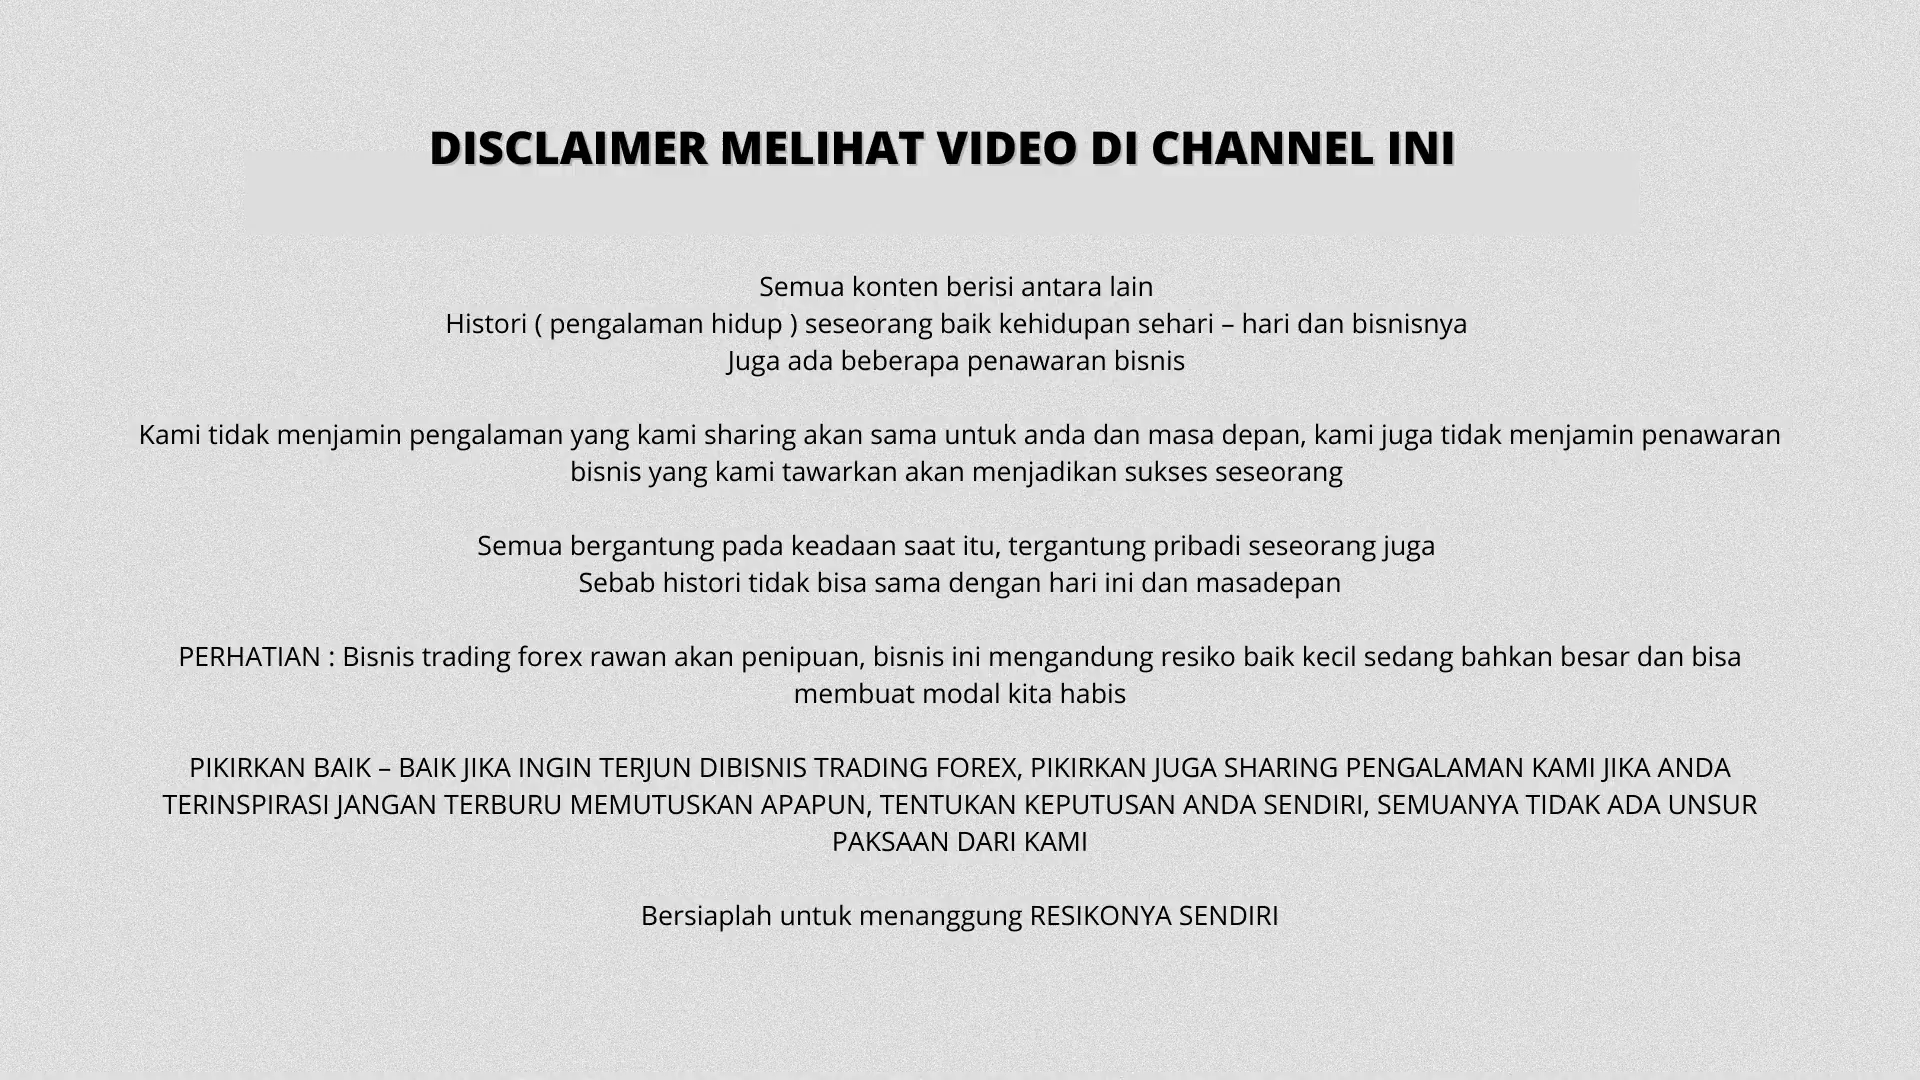 DISCLAIMER MELIHAT VIDEO DI CHANNEL INI
Semua konten berisi antara lain
Histori ( pengalaman hidup ) seseorang baik kehidupan sehari – hari dan bisnisnya
Juga ada beberapa penawaran bisnis
Kami tidak menjamin pengalaman yang kami sharing akan sama untuk anda dan masa depan, kami juga tidak menjamin penawaran
bisnis yang kami tawarkan akan menjadikan sukses seseorang
Semua bergantung pada keadaan saat itu, tergantung pribadi seseorang juga
Sebab histori tidak bisa sama dengan hari ini dan masadepan
PERHATIAN : Bisnis trading forex rawan akan penipuan, bisnis ini mengandung resiko baik kecil sedang bahkan besar dan bisa
membuat modal kita habis
PIKIRKAN BAIK – BAIK JIKA INGIN TERJUN DIBISNIS TRADING FOREX, PIKIRKAN JUGA SHARING PENGALAMAN KAMI JIKA ANDA
TERINSPIRASI JANGAN TERBURU MEMUTUSKAN APAPUN, TENTUKAN KEPUTUSAN ANDA SENDIRI, SEMUANYA TIDAK ADA UNSUR
PAKSAAN DARI KAMI
Bersiaplah untuk menanggung RESIKONYA SENDIRI